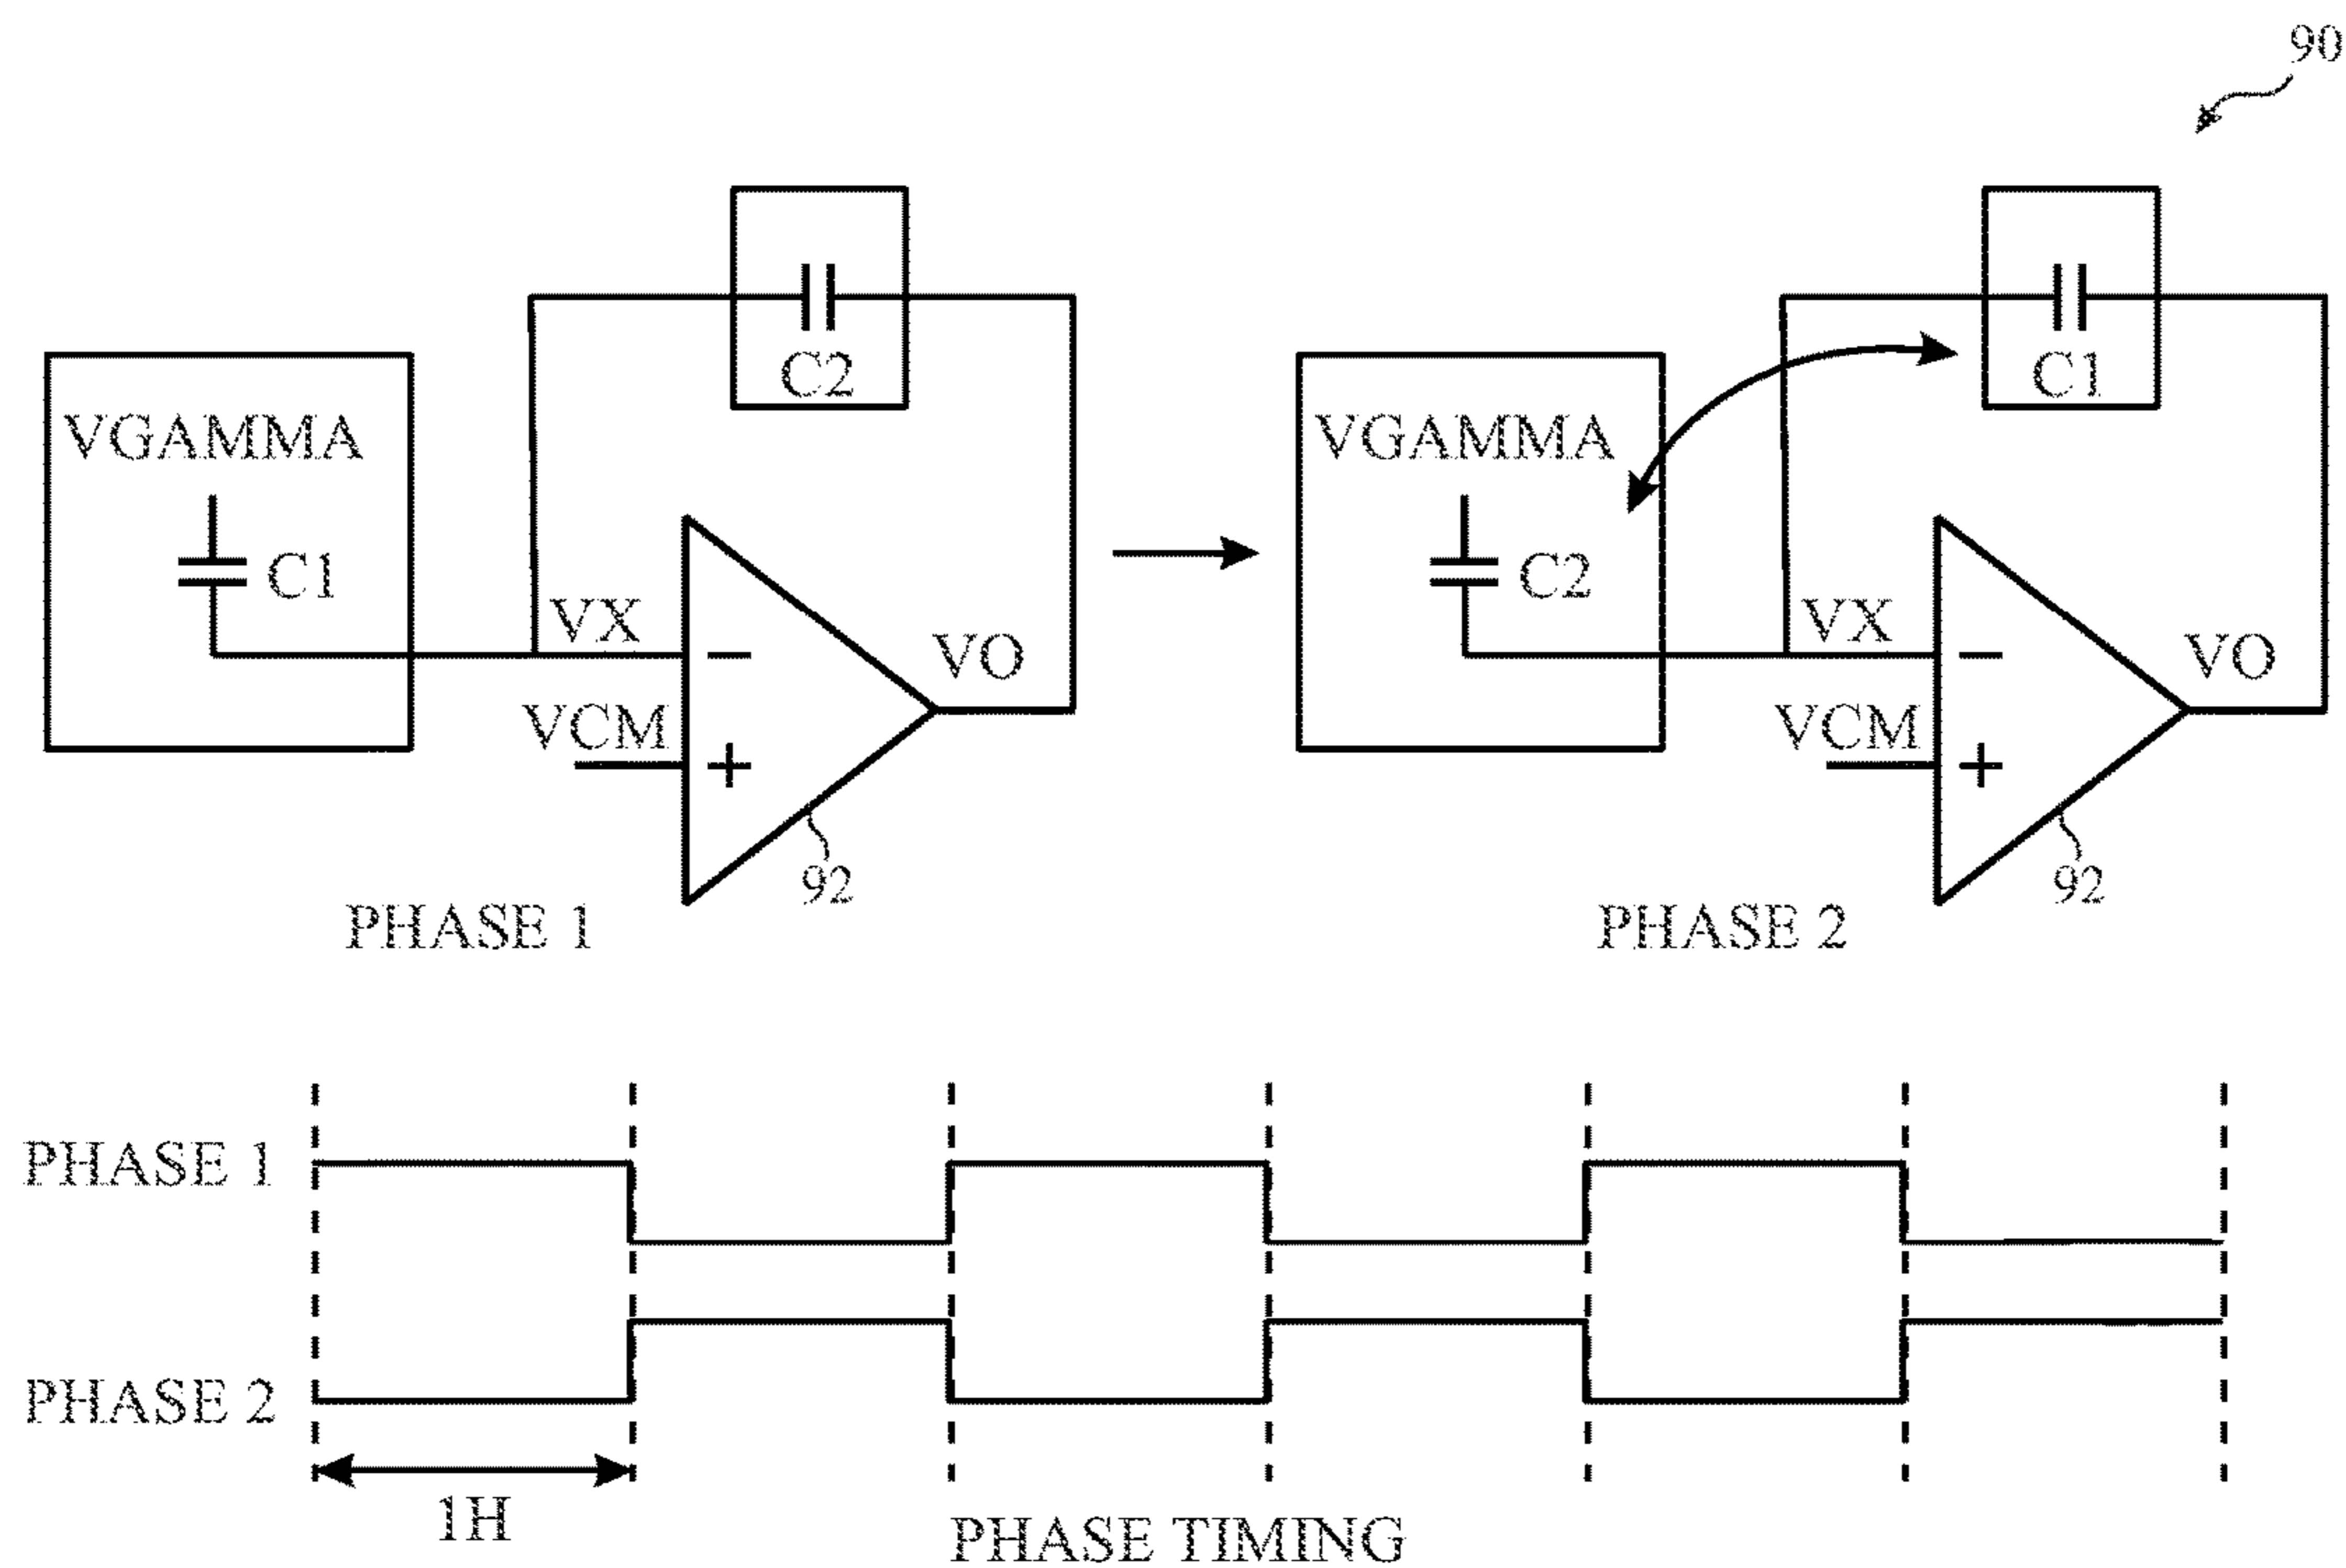 90
C2
VGAMMA
C1
VX
VO
VCM
−
+
92
PHASE 1
C1
VGAMMA
C2
VX
VO
VCM
−
+
92
PHASE 2
PHASE 1
PHASE 2
1H
PHASE TIMING